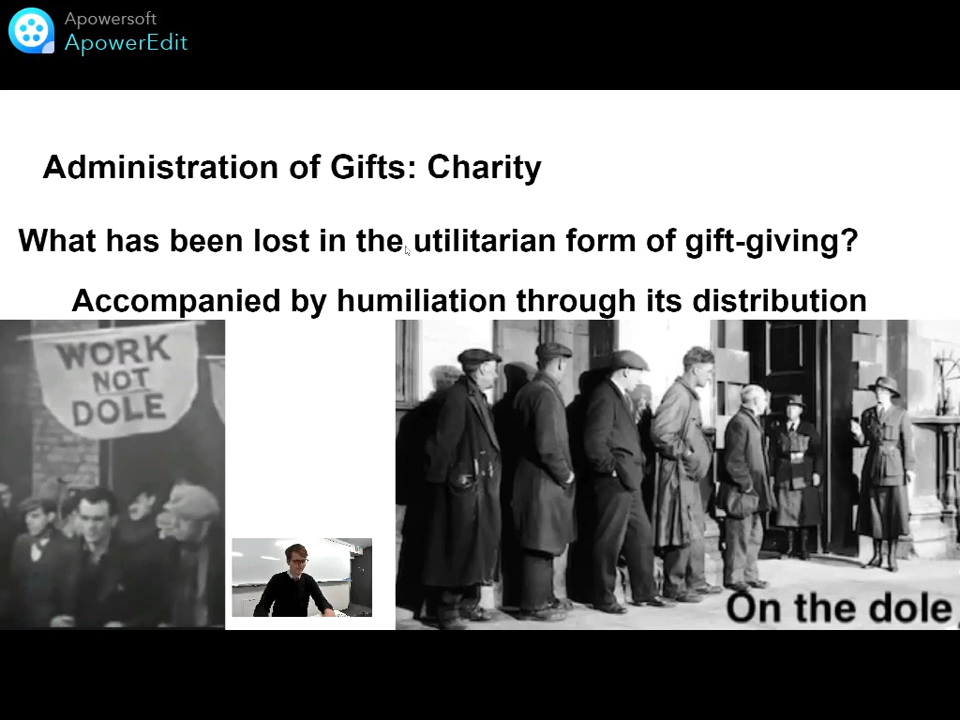 Apowersoft
ApowerEdit
Administration of Gifts: Charity
What has been lost in the utilitarian form of gift-giving?
Accompanied by humiliation through its distribution
WORK
NOT
DOLE
On the dole